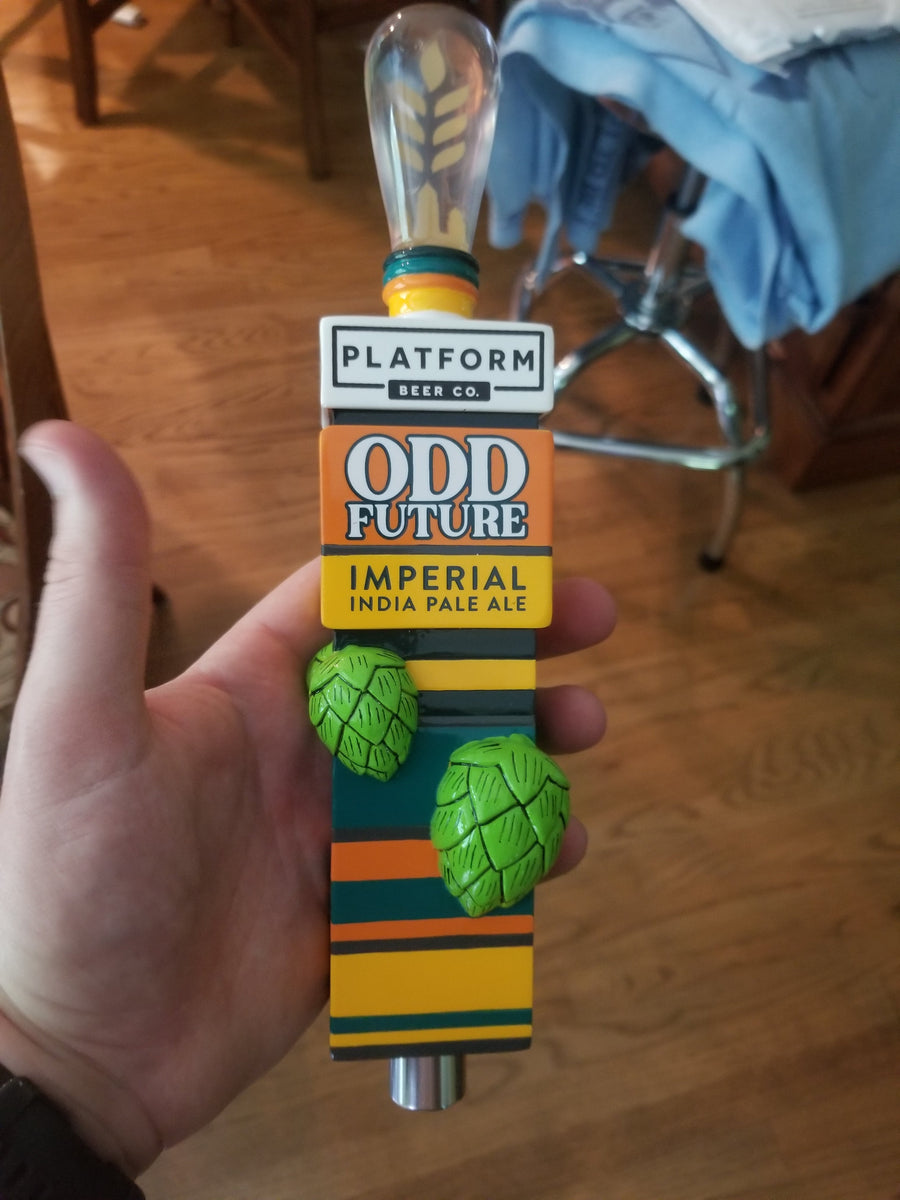 PLATFORM
BEER CO.
ODD
FUTURE
IMPERIAL
INDIA PALE ALE